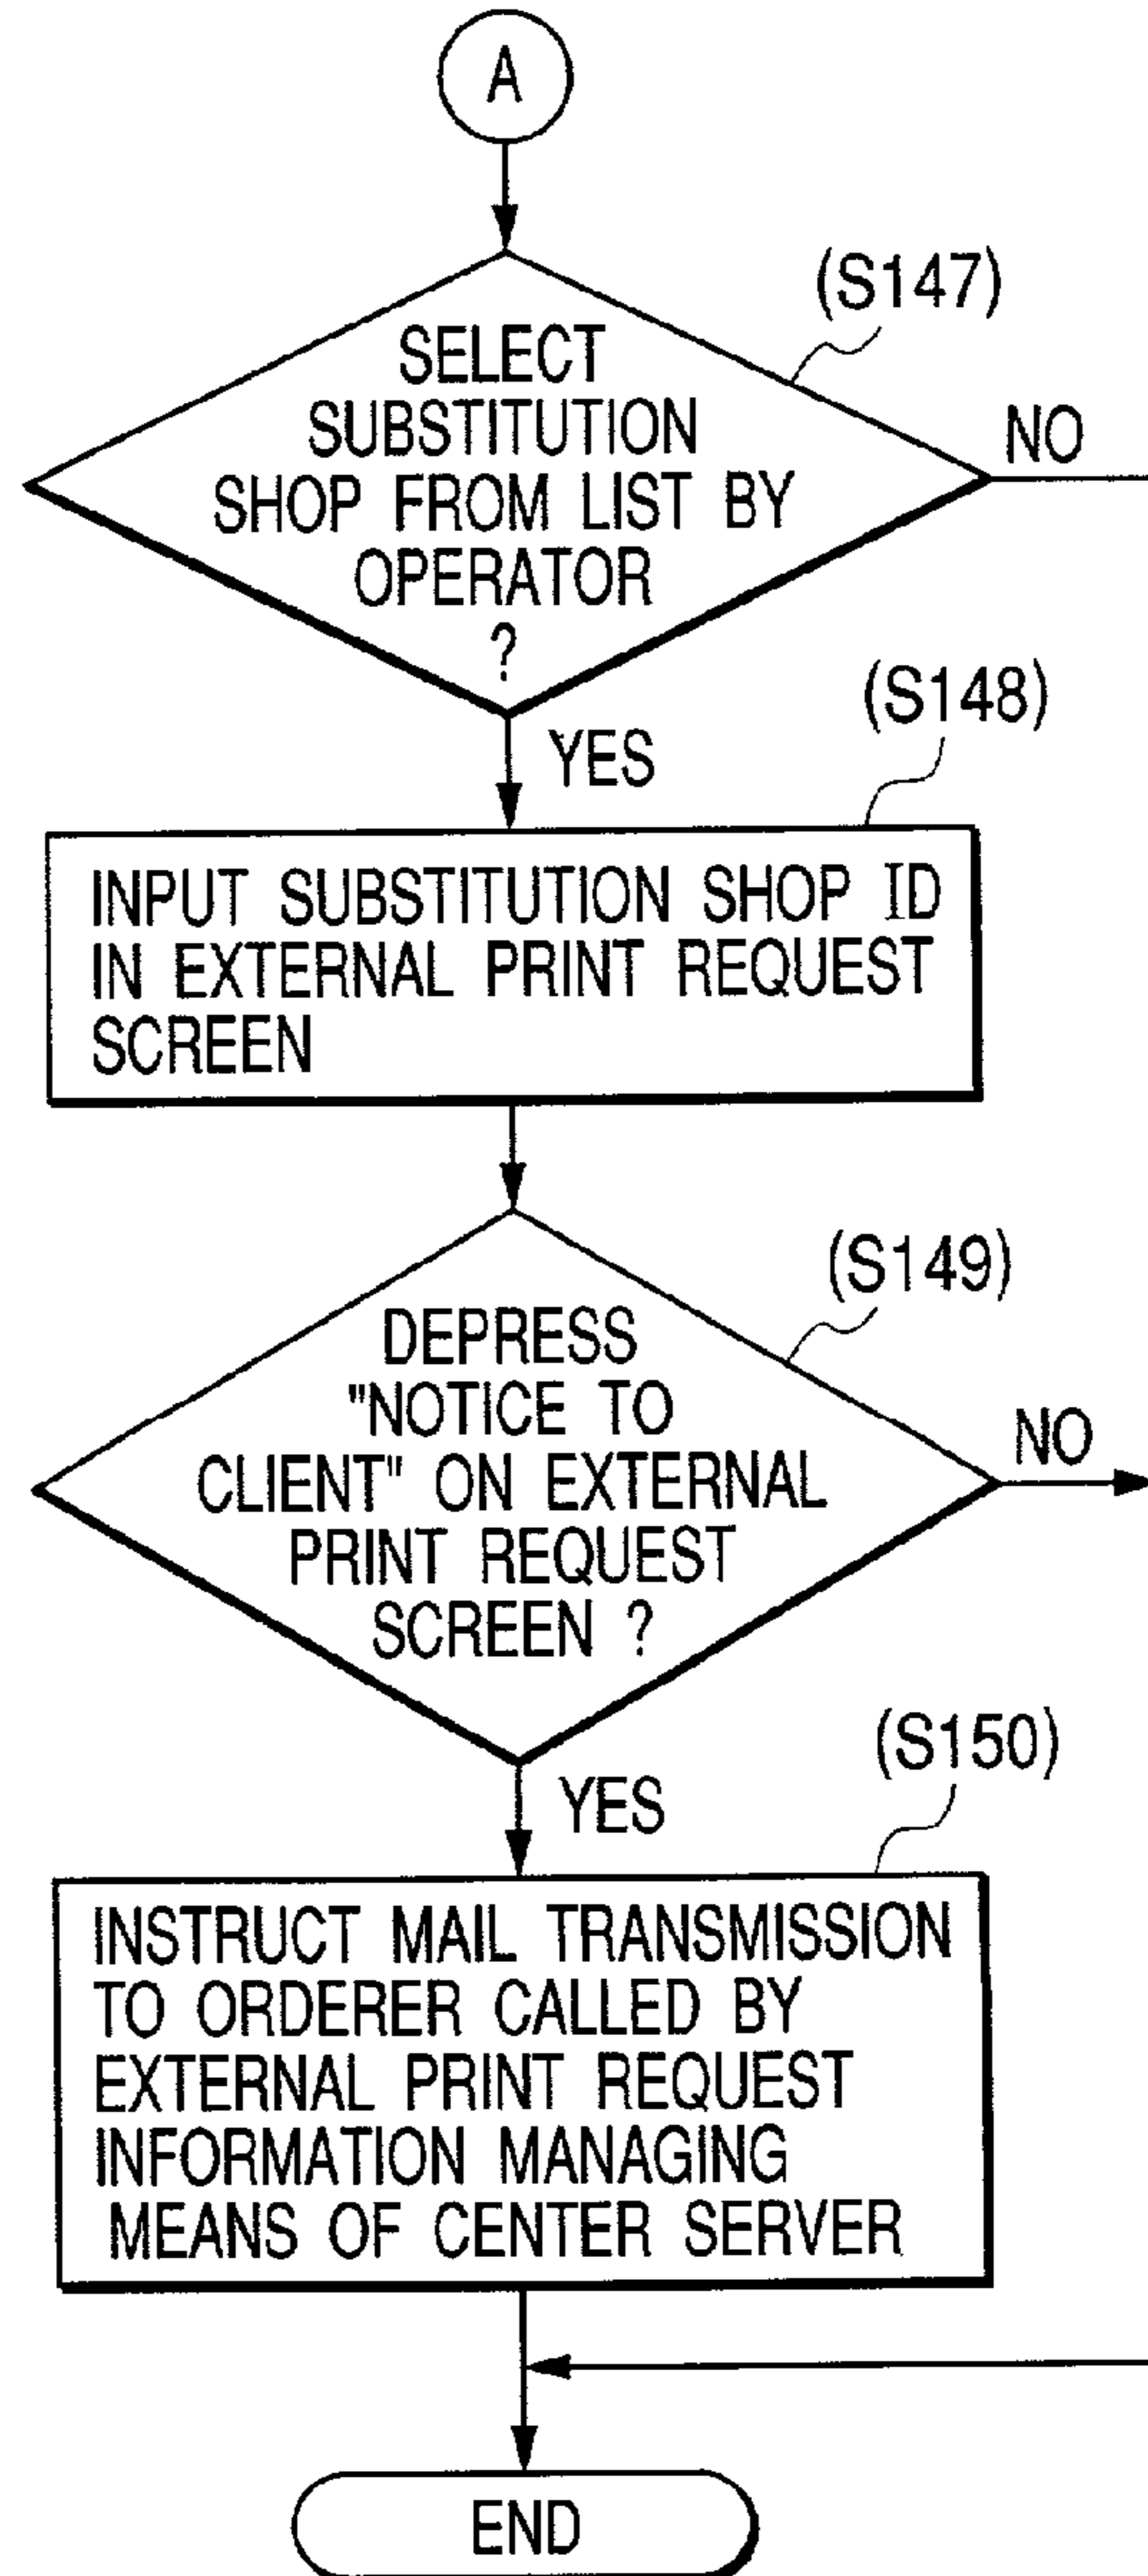 A
(S147)
SELECT
SUBSTITUTION
SHOP FROM LIST BY
OPERATOR
?
NO
YES
(S148)
INPUT SUBSTITUTION SHOP ID
IN EXTERNAL PRINT REQUEST
SCREEN
(S149)
DEPRESS
"NOTICE TO
CLIENT" ON EXTERNAL
PRINT REQUEST
SCREEN ?
NO
YES
(S150)
INSTRUCT MAIL TRANSMISSION
TO ORDERER CALLED BY
EXTERNAL PRINT REQUEST
INFORMATION MANAGING
MEANS OF CENTER SERVER
END